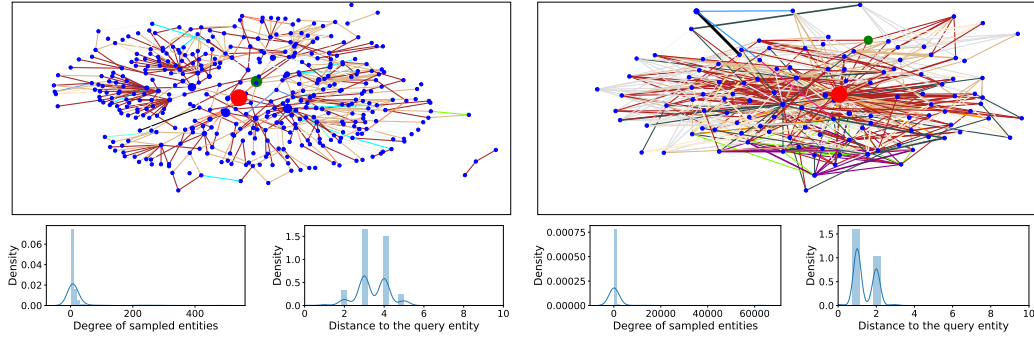 Density
0.06
0.04
0.02
0.00
0 200 400
Degree of sampled entities
Density
1.5
1.0
0.5
0.0
0 2 4 6 8 10
Distance to the query entity
Density
0.00075
0.00050
0.00025
0.00000
0 20000 40000 60000
Degree of sampled entities
Density
1.5
1.0
0.5
0.0
0 2 4 6 8 10
Distance to the query entity